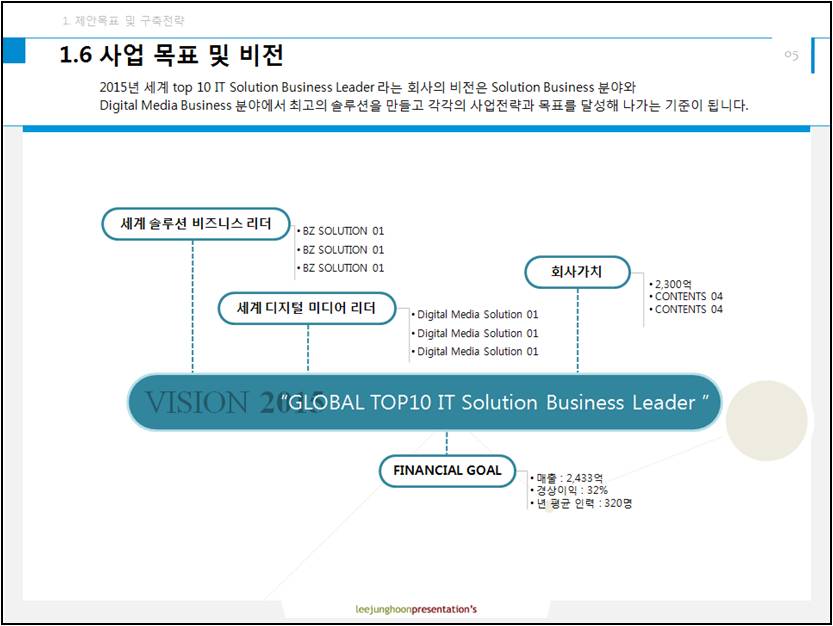 1. 제안목표 및 구축전략
1.6 사업 목표 및 비전
05
2015년 세계 top 10 IT Solution Business Leader 라는 회사의 비전은 Solution Business 분야와
Digital Media Business 분야에서 최고의 솔루션을 만들고 각각의 사업전략과 목표를 달성해 나가는 기준이 됩니다.
세계 솔루션 비즈니스 리더
• BZ SOLUTION 01
• BZ SOLUTION 01
• BZ SOLUTION 01
회사가치
• 2,300억
• CONTENTS 04
• CONTENTS 04
세계 디지털 미디어 리더
• Digital Media Solution 01
• Digital Media Solution 01
• Digital Media Solution 01
VISION 2015 “GLOBAL TOP10 IT Solution Business Leader ”
FINANCIAL GOAL
• 매출 : 2,433억
• 경상이익 : 32%
• 년 평균 인력 : 320명
leejunghoonpresentation's